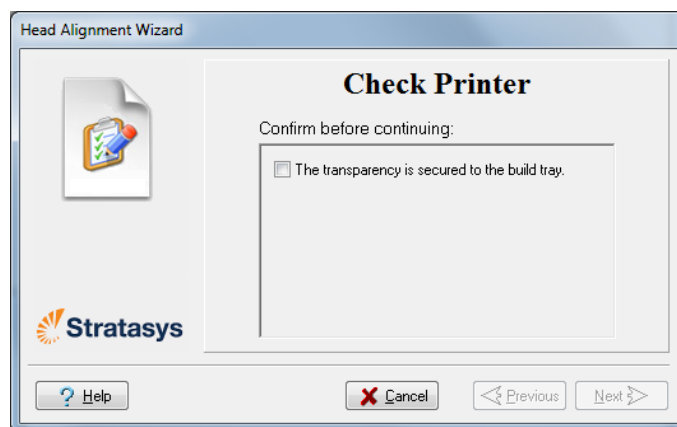 Head Alignment Wizard
Check Printer
Confirm before continuing:
The transparency is secured to the build tray.
Stratasys
? Help
Cancel
Previous
Next